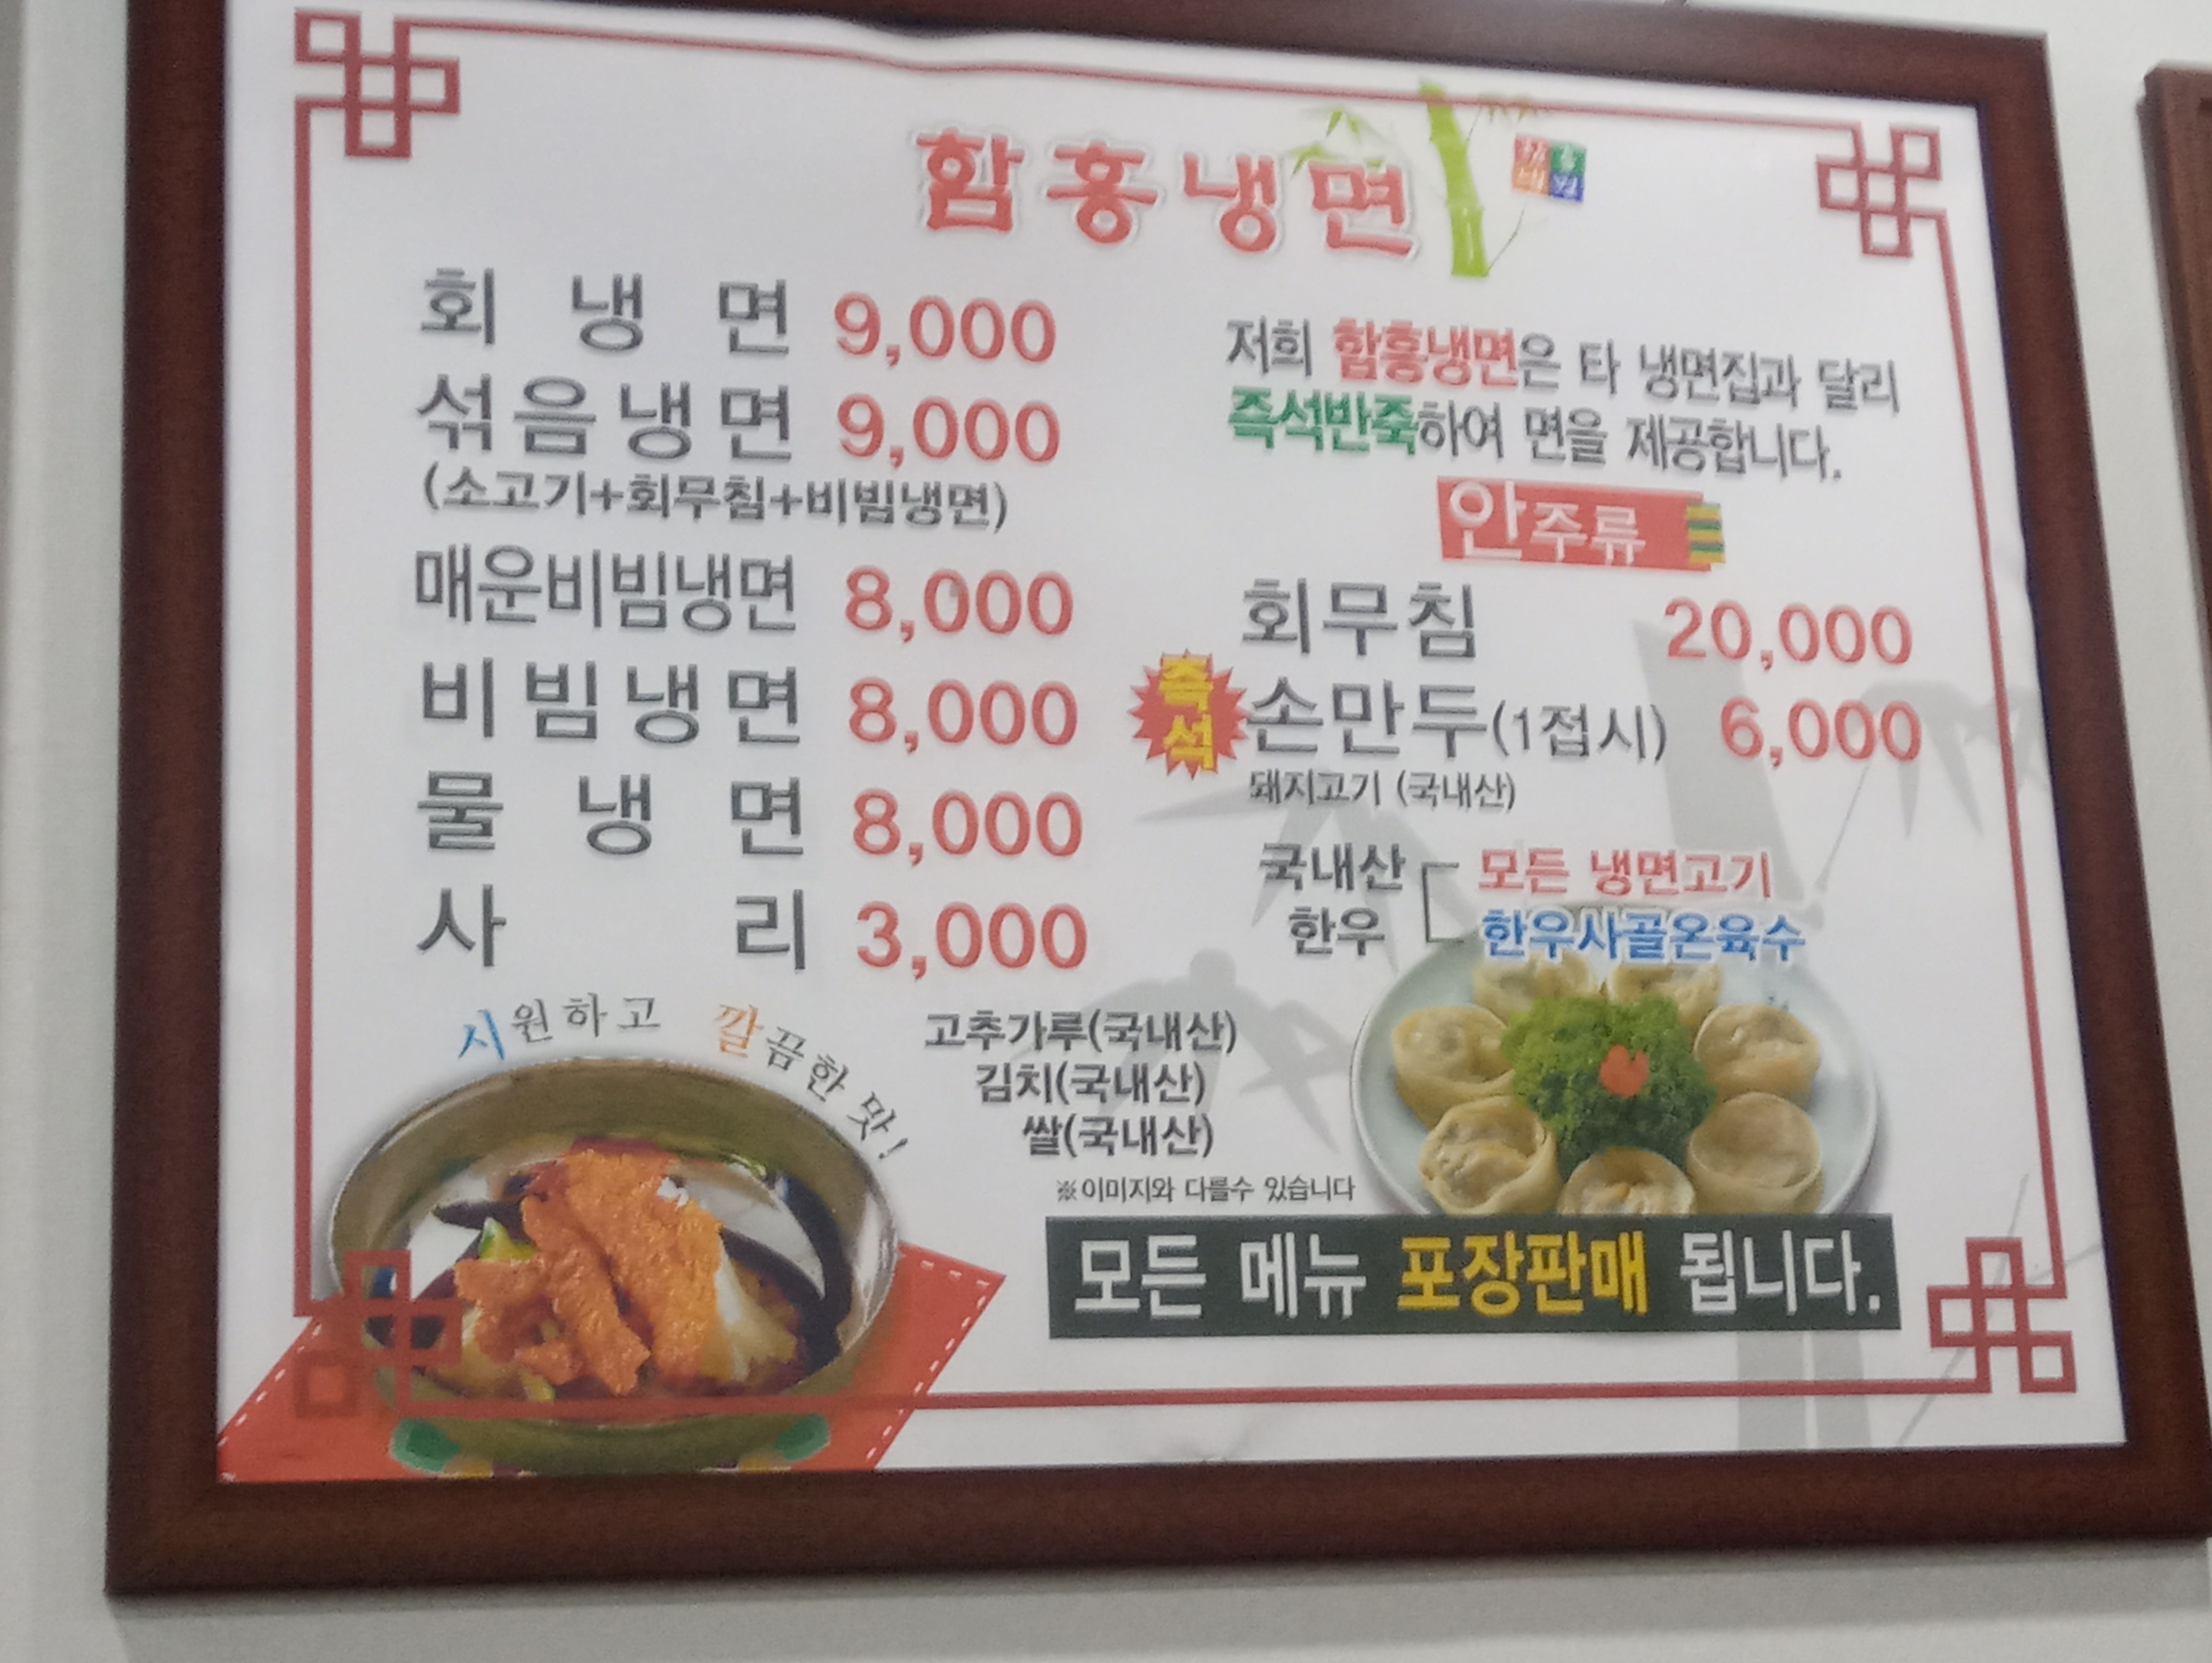 함흥냉면
회 냉 면 9,000
섞음냉면 9,000
(소고기+회무침+비빔냉면)
매운비빔냉면 8,000
비빔냉면 8,000
물 냉 면 8,000
사 리 3,000
시원하고 깔끔한 맛!
저희 함흥냉면은 타 냉면집과 달리
즉석반죽하여 면을 제공합니다.
안주류
회무침 20,000
즉석
손만두(1접시) 6,000
돼지고기 (국내산)
국내산 모든 냉면고기
한우 한우사골온육수
고추가루(국내산)
김치(국내산)
쌀(국내산)
※이미지와 다를수 있습니다
모든 메뉴 포장판매 됩니다.